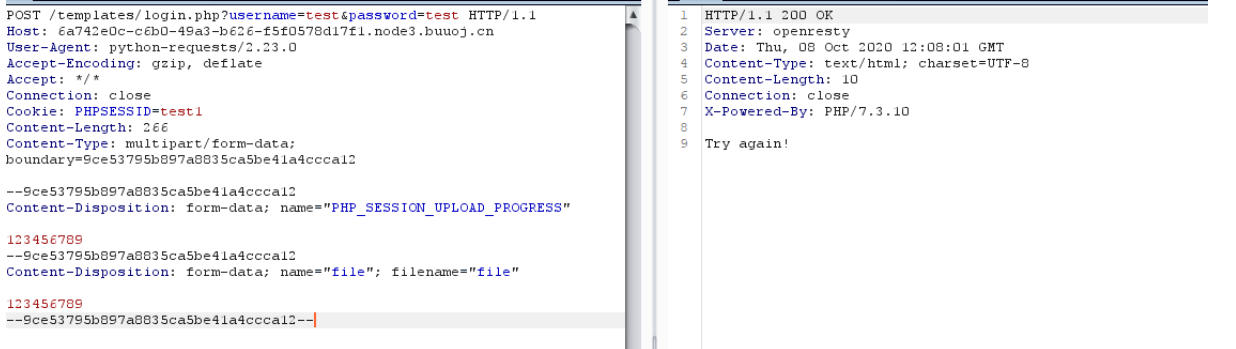 POST /templates/login.php?username=test&password=test HTTP/1.1
Host: 6a742e0c-c6b0-49a3-b626-f5f0578d17f1.node3.buuoj.cn
User-Agent: python-requests/2.23.0
Accept-Encoding: gzip, deflate
Accept: */*
Connection: close
Cookie: PHPSESSID=test1
Content-Length: 266
Content-Type: multipart/form-data;
boundary=9ce53795b897a8835ca5be41a4ccca12
--9ce53795b897a8835ca5be41a4ccca12
Content-Disposition: form-data; name="PHP_SESSION_UPLOAD_PROGRESS"
123456789
--9ce53795b897a8835ca5be41a4ccca12
Content-Disposition: form-data; name="file"; filename="file"
123456789
--9ce53795b897a8835ca5be41a4ccca12--
1 HTTP/1.1 200 OK
2 Server: openresty
3 Date: Thu, 08 Oct 2020 12:08:01 GMT
4 Content-Type: text/html; charset=UTF-8
5 Content-Length: 10
6 Connection: close
7 X-Powered-By: PHP/7.3.10
8
9 Try again!